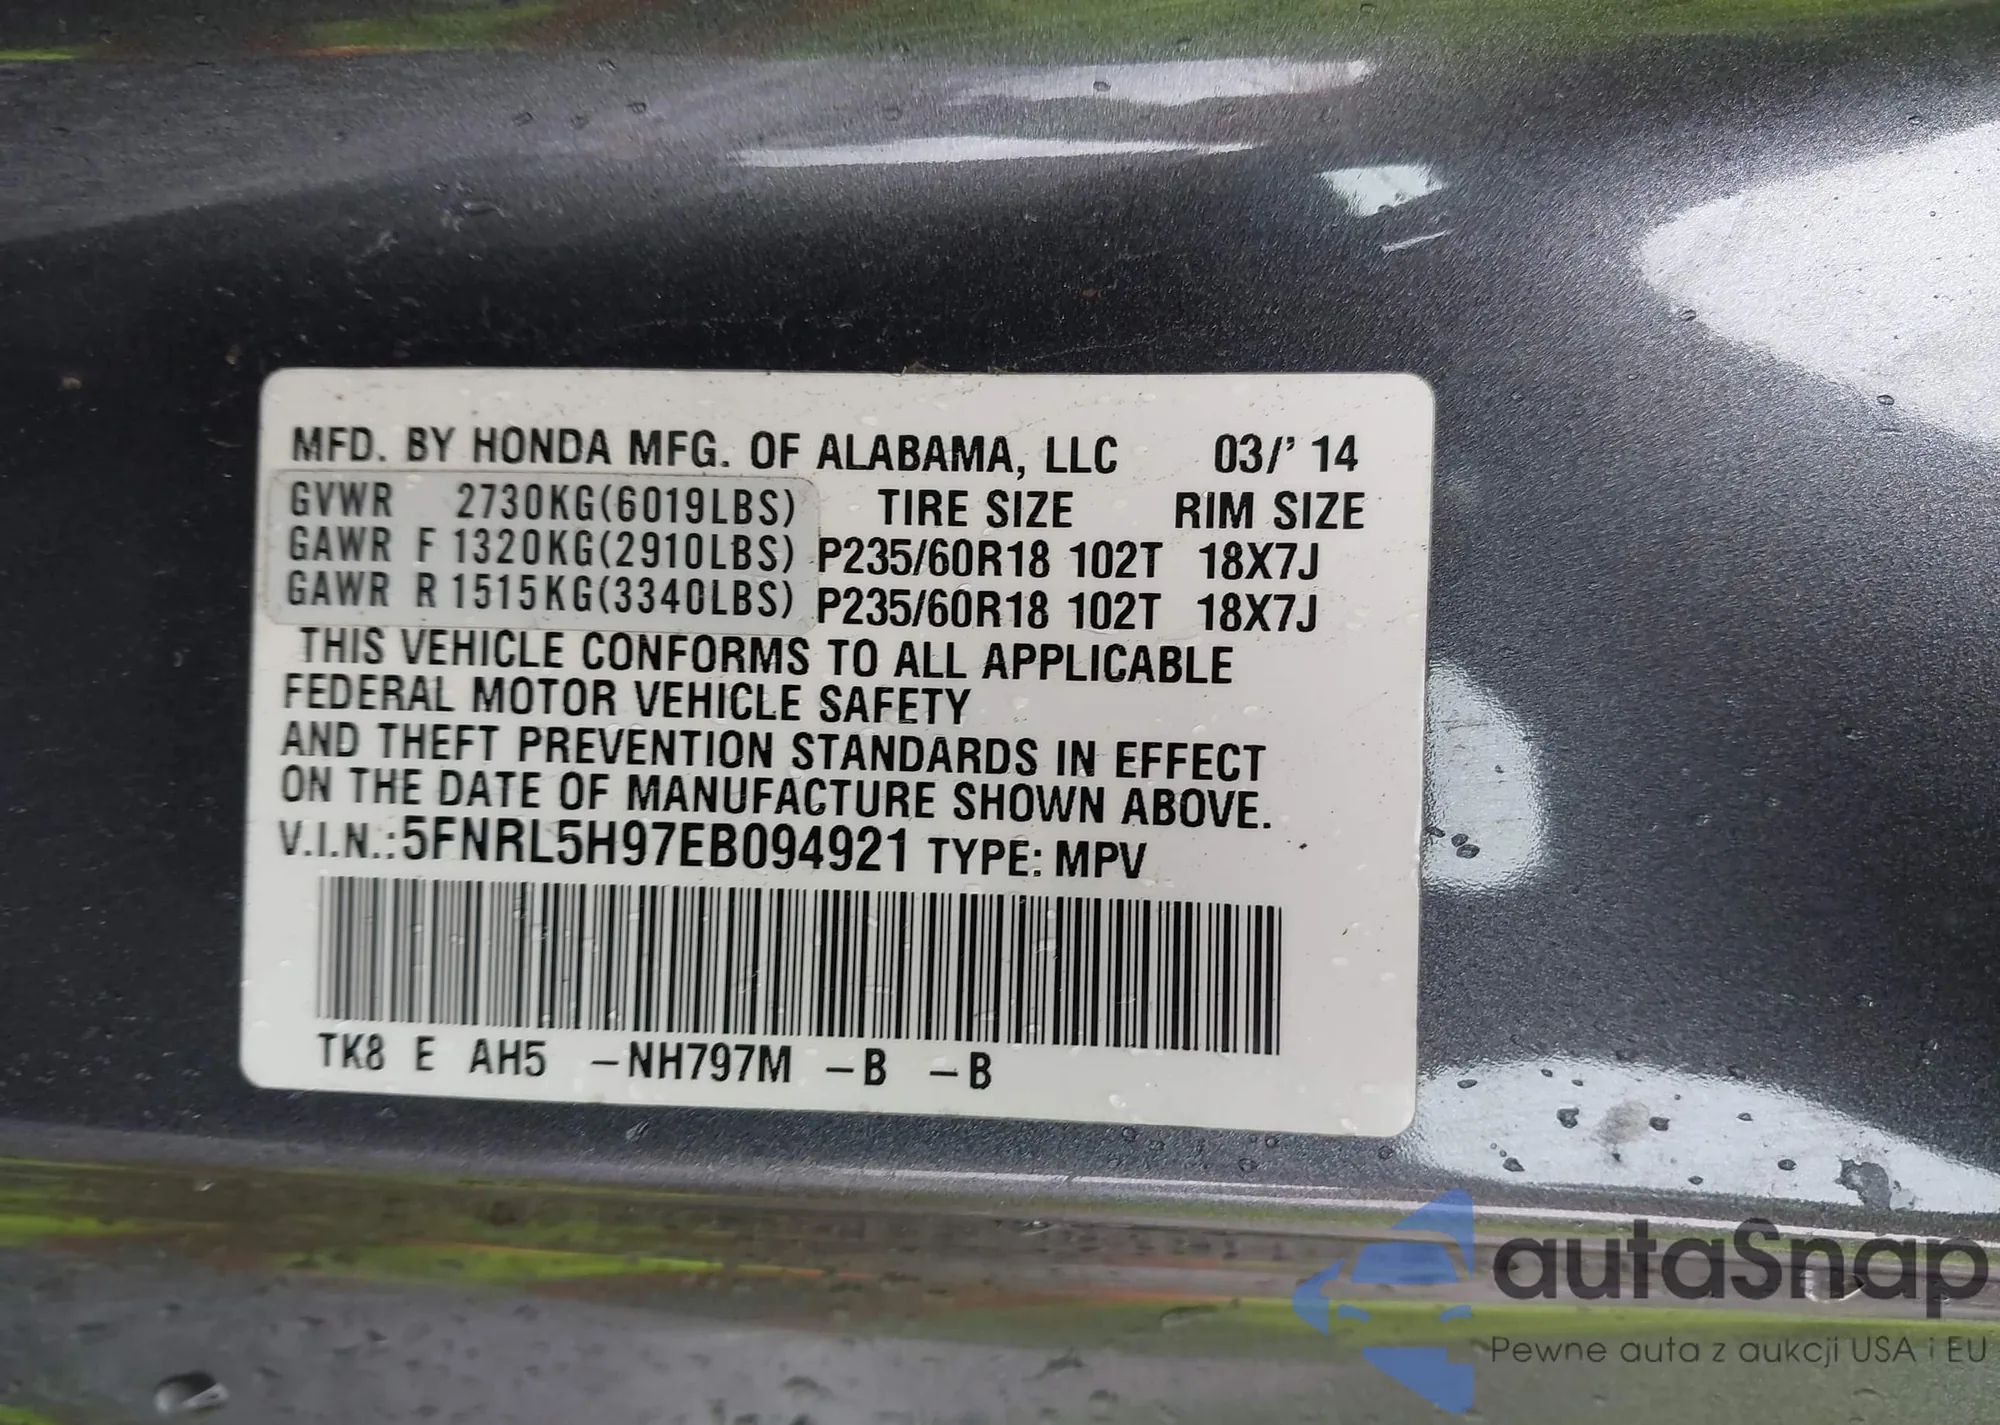 MFD. BY HONDA MFG. OF ALABAMA, LLC 03/' 14
GVWR 2730KG(6019LBS) TIRE SIZE RIM SIZE
GAWR F 1320KG(2910LBS) P235/60R18 102T 18X7J
GAWR R 1515KG(3340LBS) P235/60R18 102T 18X7J
THIS VEHICLE CONFORMS TO ALL APPLICABLE
FEDERAL MOTOR VEHICLE SAFETY
AND THEFT PREVENTION STANDARDS IN EFFECT
ON THE DATE OF MANUFACTURE SHOWN ABOVE.
V.I.N.:5FNRL5H97EB094921 TYPE: MPV
TK8 E AH5 –NH797M –B –B
autaSnap
Pewne auta z aukcji USA i EU